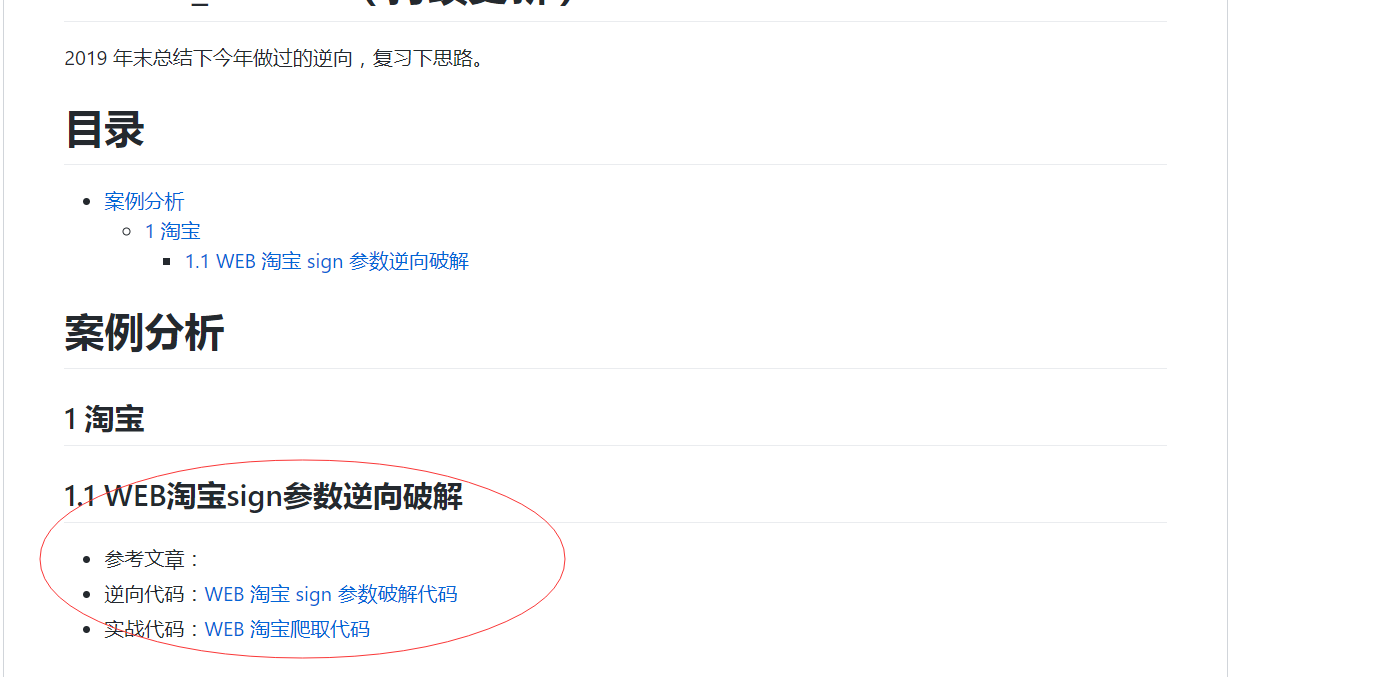 2019 年末总结下今年做过的逆向，复习下思路。
目录
案例分析
1 淘宝
1.1 WEB 淘宝 sign 参数逆向破解
案例分析
1 淘宝
1.1 WEB淘宝sign参数逆向破解
参考文章：
逆向代码：WEB 淘宝 sign 参数破解代码
实战代码：WEB 淘宝爬取代码